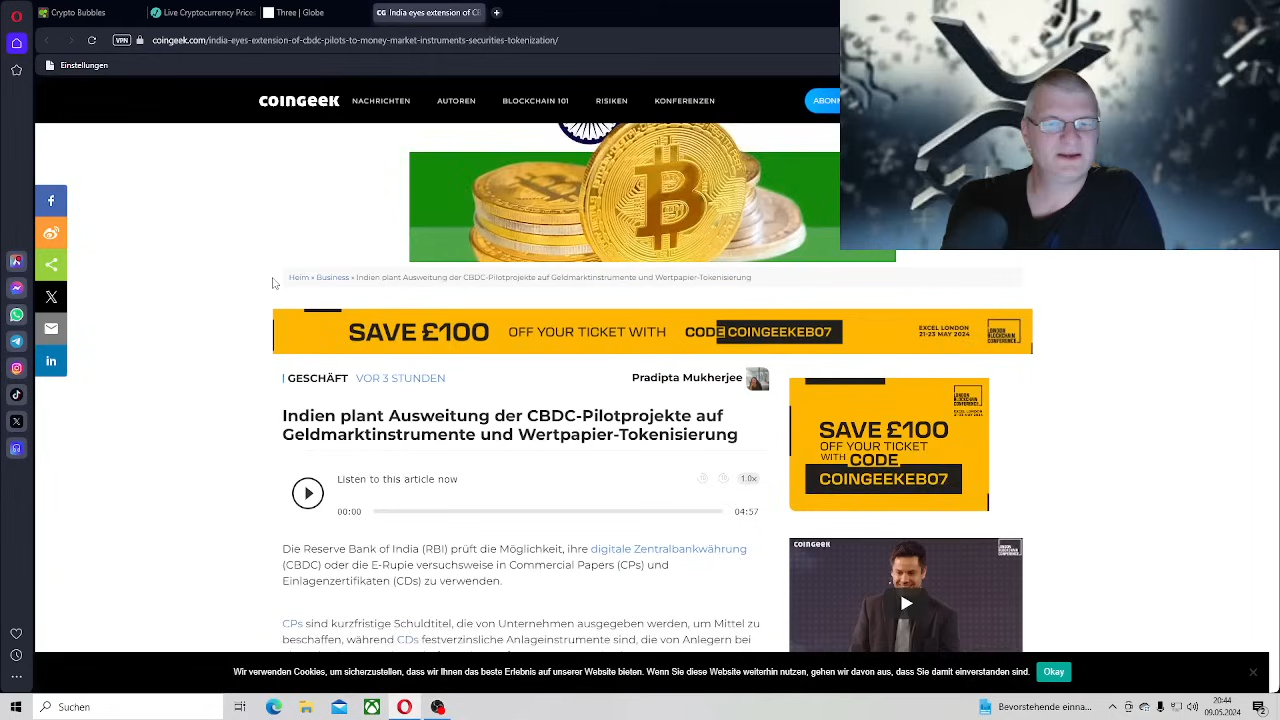 Crypto Bubbles
Live Cryptocurrency Prices
Three | Globe
CG India eyes extension of CB
VPN
coingeek.com/india-eyes-extension-of-cbdc-pilots-to-money-market-instruments-securities-tokenization/
Einstellungen
coingeek
NACHRICHTEN
AUTOREN
BLOCKCHAIN 101
RISIKEN
KONFERENZEN
ABONN
Heim » Business » Indien plant Ausweitung der CBDC-Pilotprojekte auf Geldmarktinstrumente und Wertpapier-Tokenisierung
SAVE £100
OFF YOUR TICKET WITH
CODE COINGEEKEB07
EXCEL LONDON
21-23 MAY 2024
LONDON
BLOCKCHAIN
CONFERENCE
GESCHÄFT
VOR 3 STUNDEN
Pradipta Mukherjee
Indien plant Ausweitung der CBDC-Pilotprojekte auf
Geldmarktinstrumente und Wertpapier-Tokenisierung
Listen to this article now
1.0x
00:00
04:57
Die Reserve Bank of India (RBI) prüft die Möglichkeit, ihre digitale Zentralbankwährung
(CBDC) oder die E-Rupie versuchsweise in Commercial Papers (CPs) und
Einlagenzertifikaten (CDs) zu verwenden.
CPs sind kurzfristige Schuldtitel, die von Unternehmen ausgegeben werden, um Mittel zu
beschaffen, während CDs festverzinsliche Anlageinstrumente sind, die von Anlegern bei
SAVE £100
OFF YOUR TICKET
WITH CODE
COINGEEKEB07
coingeek
Wir verwenden Cookies, um sicherzustellen, dass wir Ihnen das beste Erlebnis auf unserer Website bieten. Wenn Sie diese Website weiterhin nutzen, gehen wir davon aus, dass Sie damit einverstanden sind.
Okay
Suchen
Bevorstehende...
20:44
09.05.2024